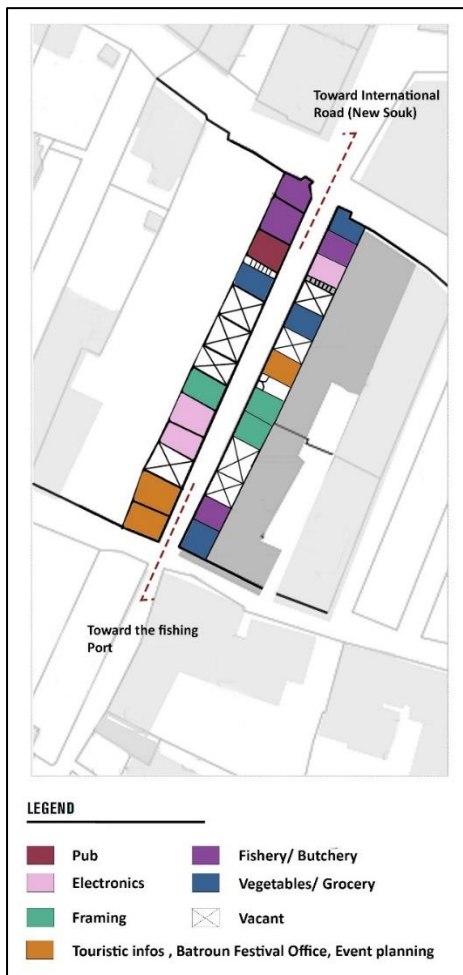 Toward International
Road (New Souk)
Toward the fishing
Port
LEGEND
Pub
Fishery/ Butchery
Electronics
Vegetables/ Grocery
Framing
Vacant
Touristic infos , Batroun Festival Office, Event planning